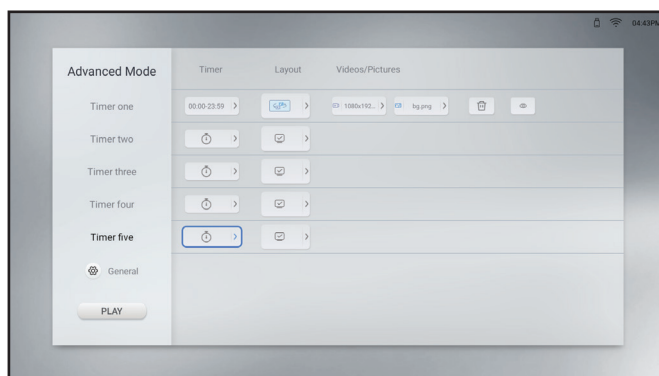 04:43PM
Advanced Mode
Timer
Layout
Videos/Pictures
Timer one
00:00-23:59
1080x192...
bg.png
Timer two
Timer three
Timer four
Timer five
General
PLAY